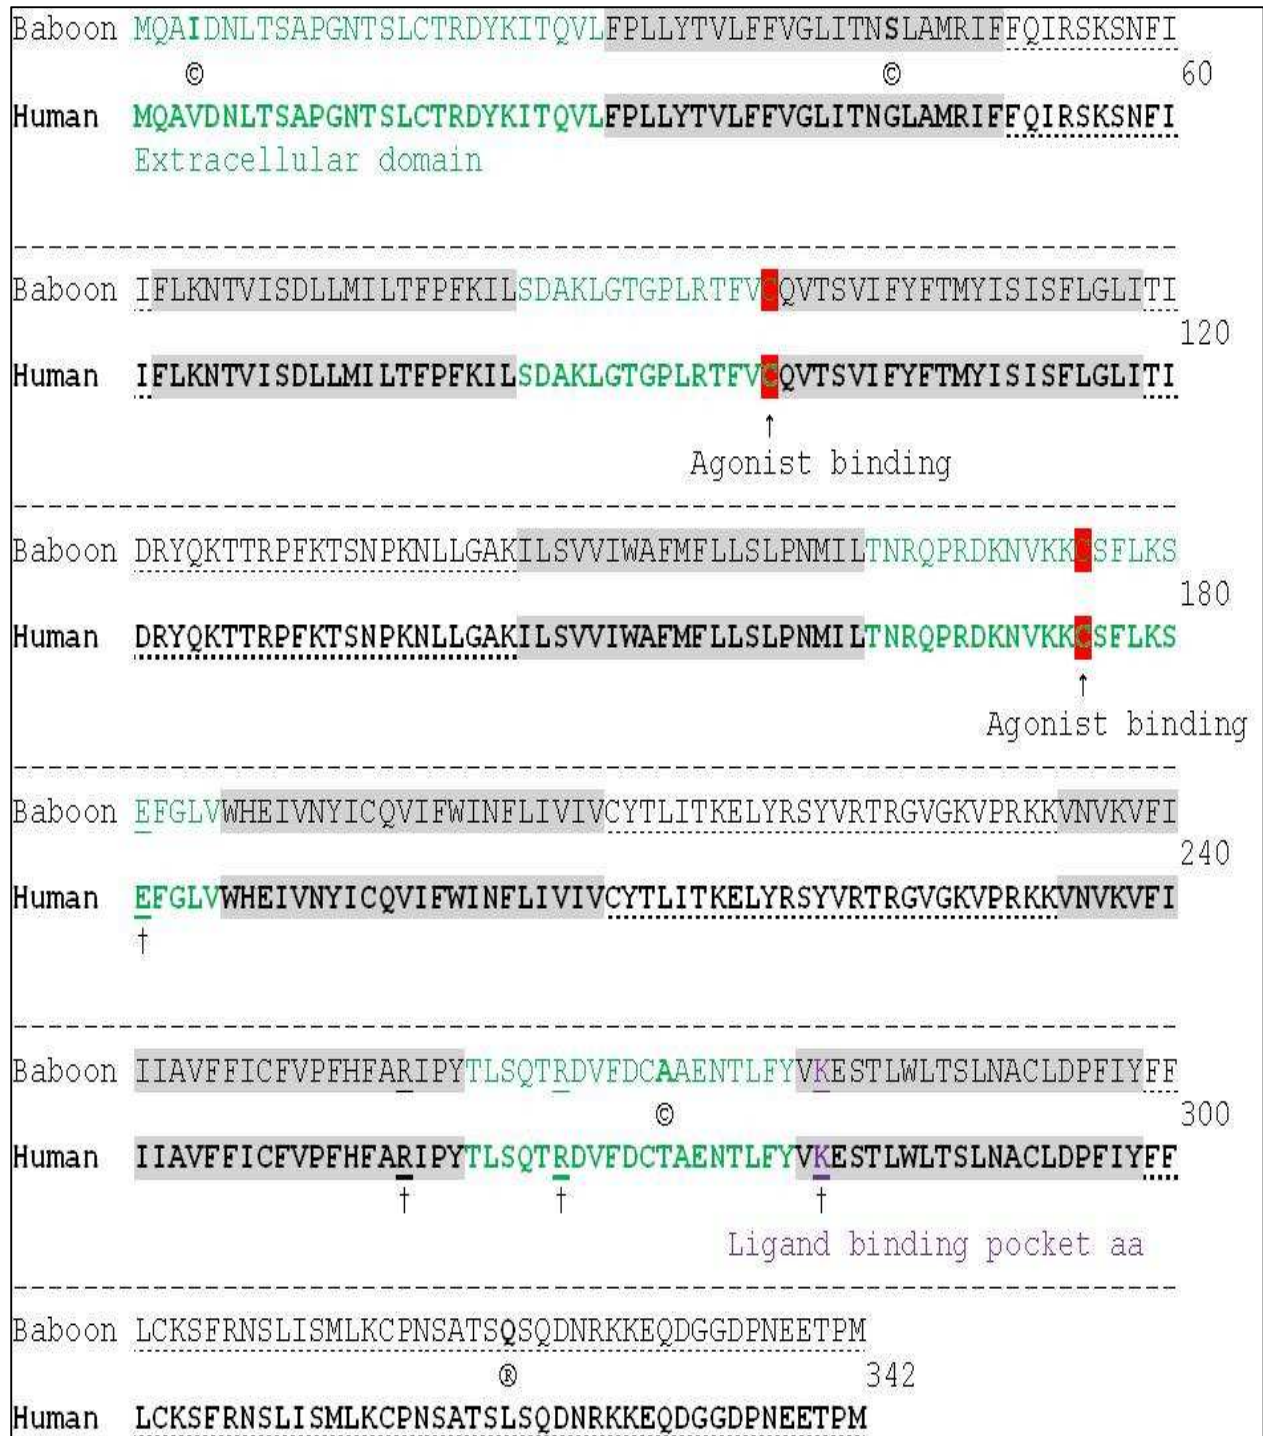 Baboon MQAIDNLTSAPGNTSLCTRDYKITQVLFPLLYTVLFFVGLITNSLAMRIFFQIRSKSNFI
© © 60
Human MQAVDNLTSAPGNTSLCTRDYKITQVLFPLLYTVLFFVGLITNGLAMRIFFQIRSKSNFI
Extracellular domain
Baboon IFLKNTVISDLLMILTFPFKILSDAKLGTGPLRTFVCQVTSVIFYFTMYISISFLGLITI
120
Human IFLKNTVISDLLMILTFPFKILSDAKLGTGPLRTFVCQVTSVIFYFTMYISISFLGLITI
↑
Agonist binding
Baboon DRYQKTTRPFKTSNPKNLLGAKILSVVIWAFMFLLSLPNMILTNRQPRDKNVKKCSFLKS
180
Human DRYQKTTRPFKTSNPKNLLGAKILSVVIWAFMFLLSLPNMILTNRQPRDKNVKKCSFLKS
↑
Agonist binding
Baboon EFGLVWHEIVNYICQVIFWINFLIVIVCYTLITKELYRSYVRTRGVGKVPRKKVNVKVFI
240
Human EFGLVWHEIVNYICQVIFWINFLIVIVCYTLITKELYRSYVRTRGVGKVPRKKVNVKVFI
†
Baboon IIAVFFICFVPFHFARIPYTLSQTRDVFDCAAENTLFYVKESTLWLTSLNACLDPFIYFF
© 300
Human IIAVFFICFVPFHFARIPYTLSQTRDVFDCTAENTLFYVKESTLWLTSLNACLDPFIYFF
† † †
Ligand binding pocket aa
Baboon LCKSFRNSLISMLKCPNSATSQSQDNRKKEQDGGDPNEETPM
® 342
Human LCKSFRNSLISMLKCPNSATSLSQDNRKKEQDGGDPNEETPM